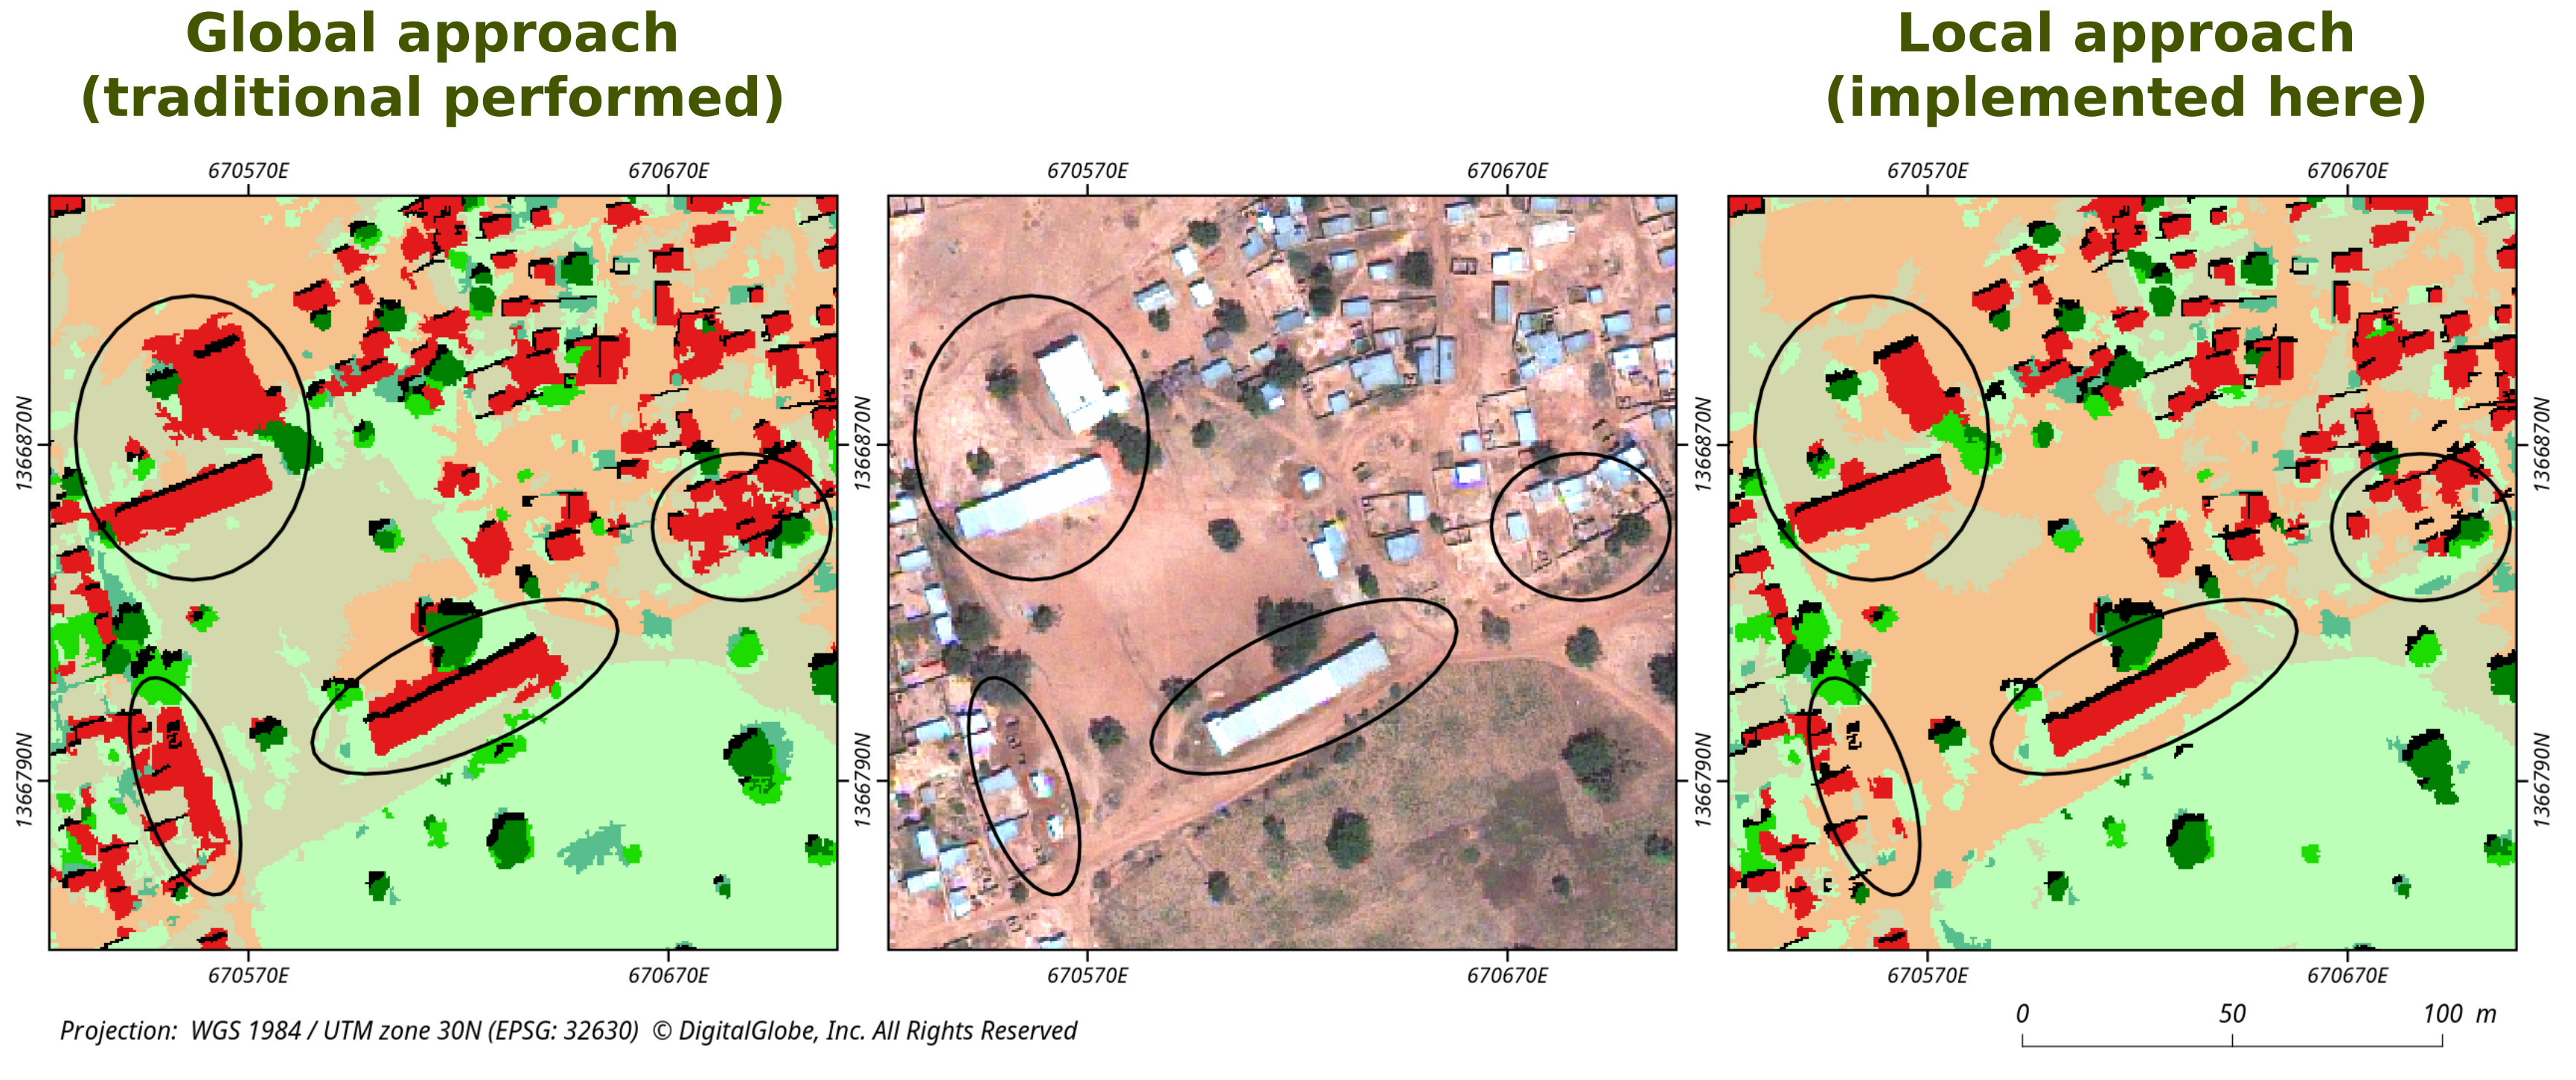 Global approach
(traditional performed)
Local approach
(implemented here)
670570E 670670E 670570E 670670E 670570E 670670E
1366870N 1366870N 1366870N 1366870N
1366790N 1366790N 1366790N 1366790N
670570E 670670E 670570E 670670E 670570E 670670E
0 50 100 m
Projection: WGS 1984 / UTM zone 30N (EPSG: 32630) © DigitalGlobe, Inc. All Rights Reserved